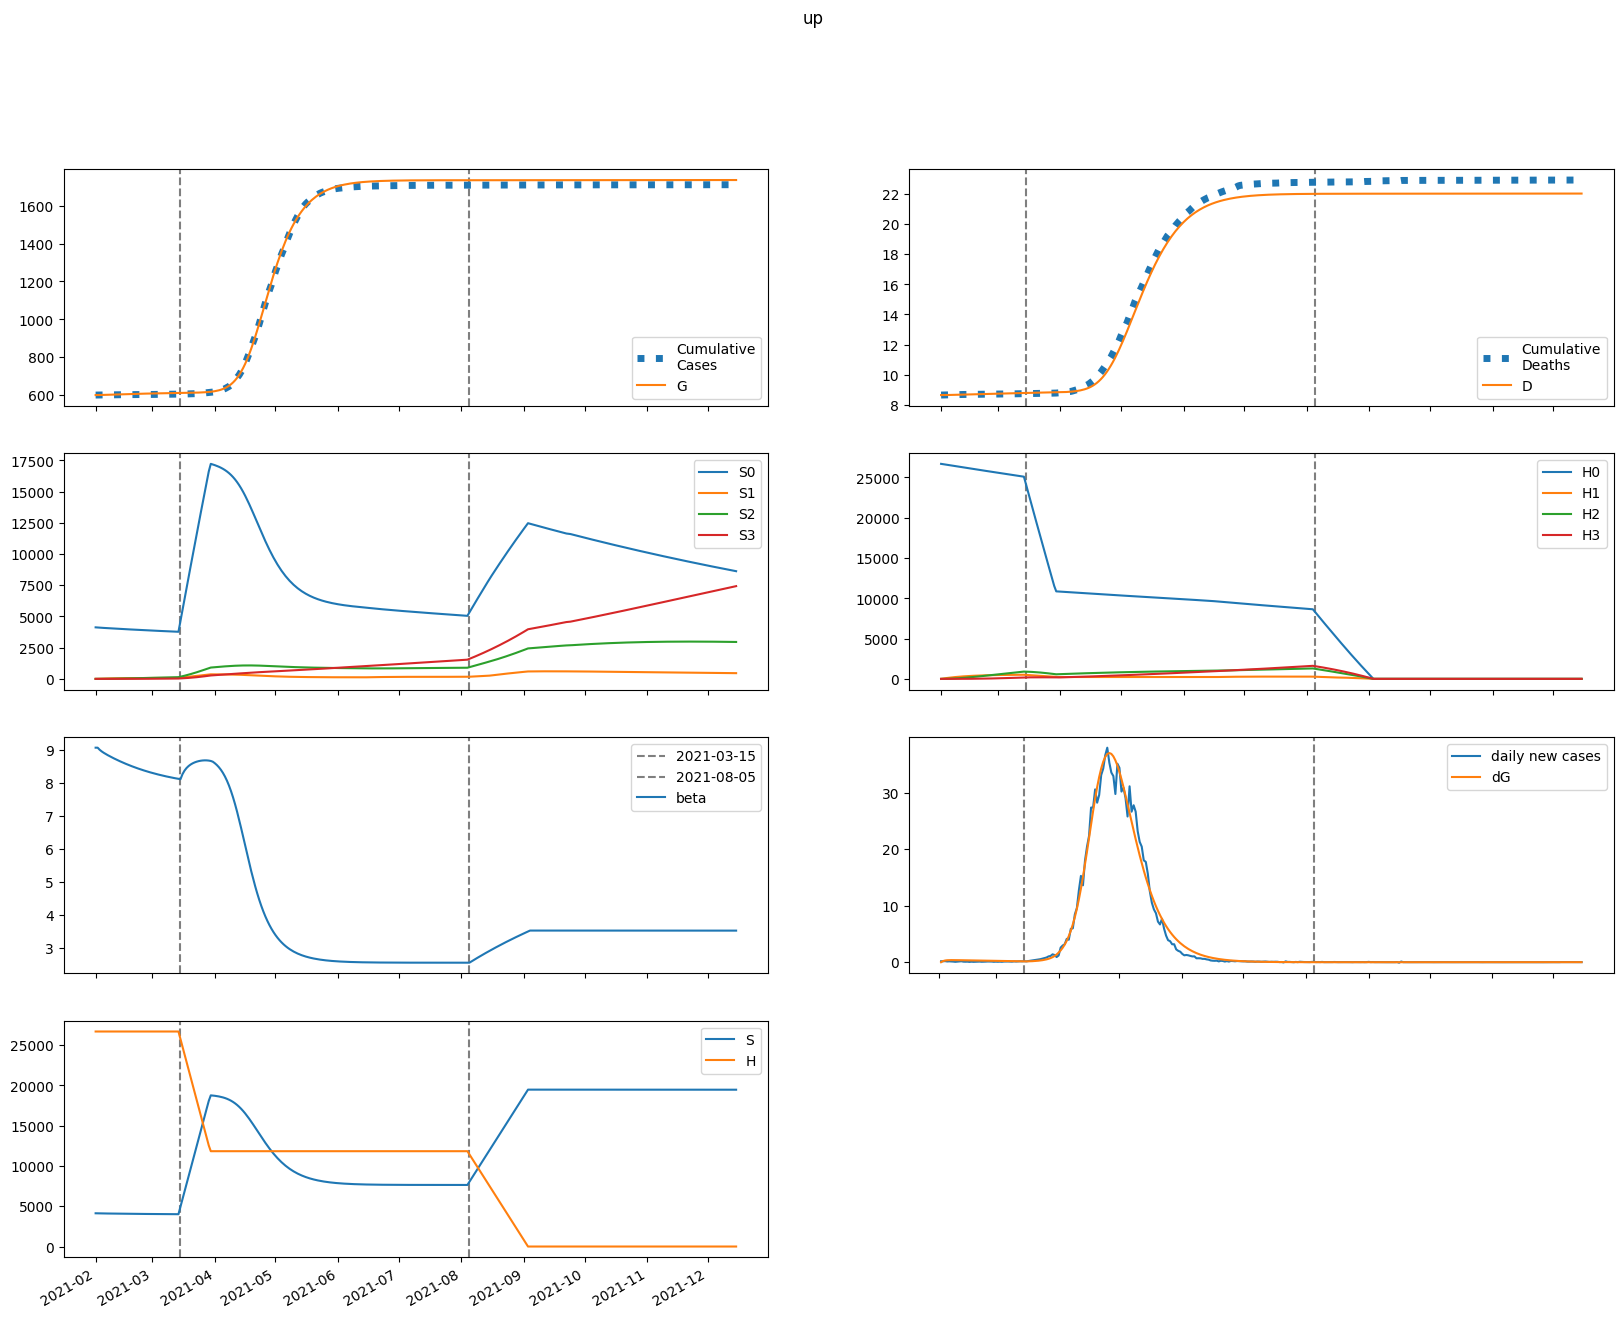 up
1600
1400
1200
1000
800
600
Cumulative
Cases
G
22
20
18
16
14
12
10
8
Cumulative
Deaths
D
17500
15000
12500
10000
7500
5000
2500
0
S0
S1
S2
S3
25000
20000
15000
10000
5000
0
H0
H1
H2
H3
9
8
7
6
5
4
3
2021-03-15
2021-08-05
beta
30
20
10
0
daily new cases
dG
25000
20000
15000
10000
5000
0
S
H
2021-02
2021-03
2021-04
2021-05
2021-06
2021-07
2021-08
2021-09
2021-10
2021-11
2021-12